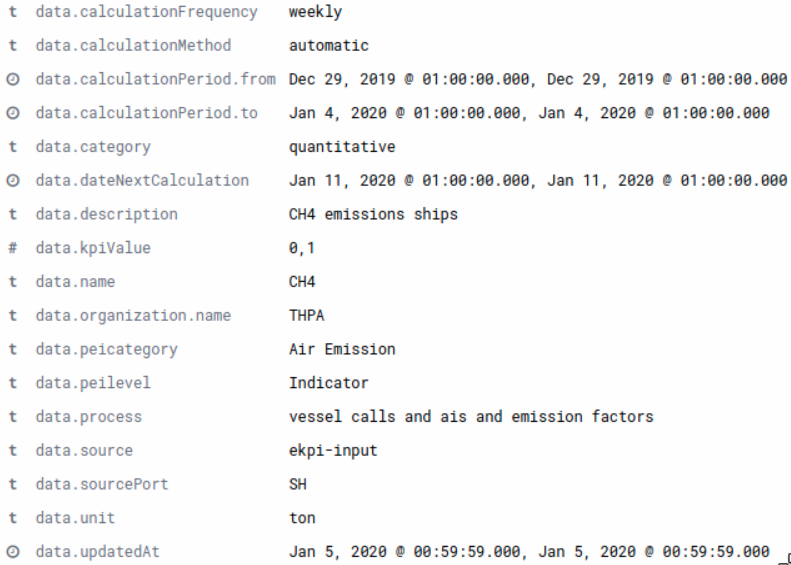 t data.calculationFrequency weekly
t data.calculationMethod automatic
data.calculationPeriod.from Dec 29, 2019 @ 01:00:00.000, Dec 29, 2019 @ 01:00:00.000
data.calculationPeriod.to Jan 4, 2020 @ 01:00:00.000, Jan 4, 2020 @ 01:00:00.000
t data.category quantitative
data.dateNextCalculation Jan 11, 2020 @ 01:00:00.000, Jan 11, 2020 @ 01:00:00.000
t data.description CH4 emissions ships
# data.kpiValue 0,1
t data.name CH4
t data.organization.name THPA
t data.peicategory Air Emission
t data.peilevel Indicator
t data.process vessel calls and ais and emission factors
t data.source ekpi-input
t data.sourcePort SH
t data.unit ton
data.updatedAt Jan 5, 2020 @ 00:59:59.000, Jan 5, 2020 @ 00:59:59.000